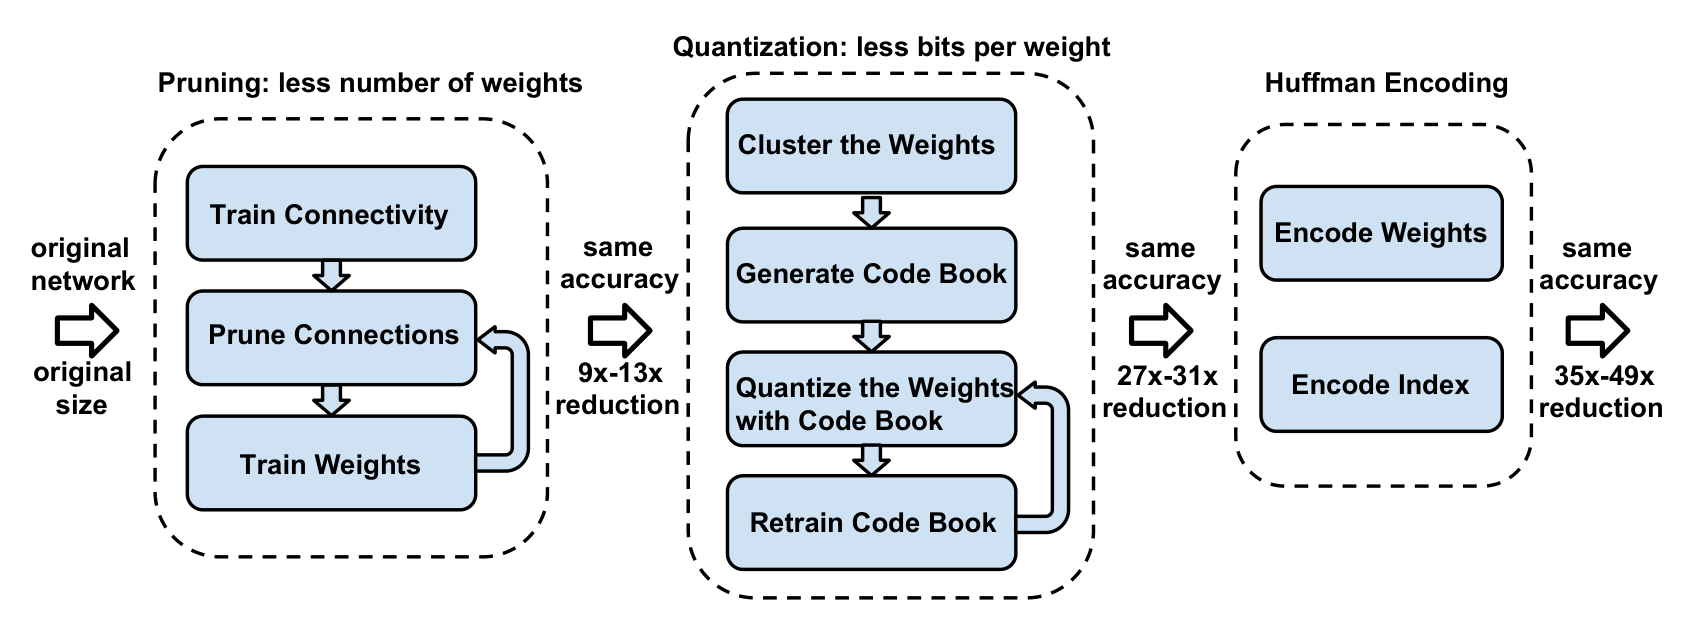 original
network
original
size
Pruning: less number of weights
Train Connectivity
Prune Connections
Train Weights
same
accuracy
9x-13x
reduction
Quantization: less bits per weight
Cluster the Weights
Generate Code Book
Quantize the Weights
with Code Book
Retrain Code Book
same
accuracy
27x-31x
reduction
Huffman Encoding
Encode Weights
Encode Index
same
accuracy
35x-49x
reduction